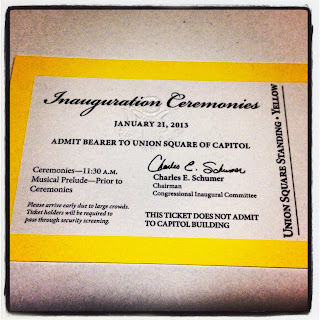 Inauguration Ceremonies
JANUARY 21, 2013
ADMIT BEARER TO UNION SQUARE OF CAPITOL
Ceremonies—11:30 A.M.
Musical Prelude—Prior to
Ceremonies
Please arrive early due to large crowds.
Ticket holders will be required to
pass through security screening.
Charles E. Schumer
Charles E. Schumer
Chairman
Congressional Inaugural Committee
THIS TICKET DOES NOT ADMIT
TO CAPITOL BUILDING
UNION SQUARE STANDING • YELLOW